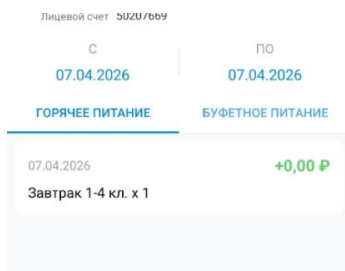 Лицевой счет 50207669
С ПО
07.04.2026 07.04.2026
ГОРЯЧЕЕ ПИТАНИЕ БУФЕТНОЕ ПИТАНИЕ
07.04.2026 +0,00 ₽
Завтрак 1-4 кл. x 1